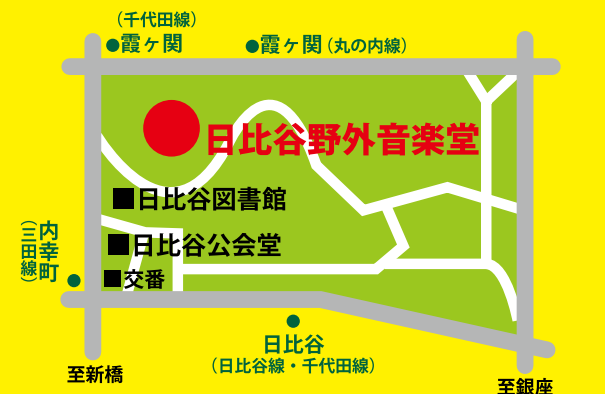 （千代田線）
●霞ヶ関
●霞ヶ関（丸の内線）
日比谷野外音楽堂
■日比谷図書館
■日比谷公会堂
■交番
内幸町
（三田線）
日比谷
（日比谷線・千代田線）
至新橋
至銀座